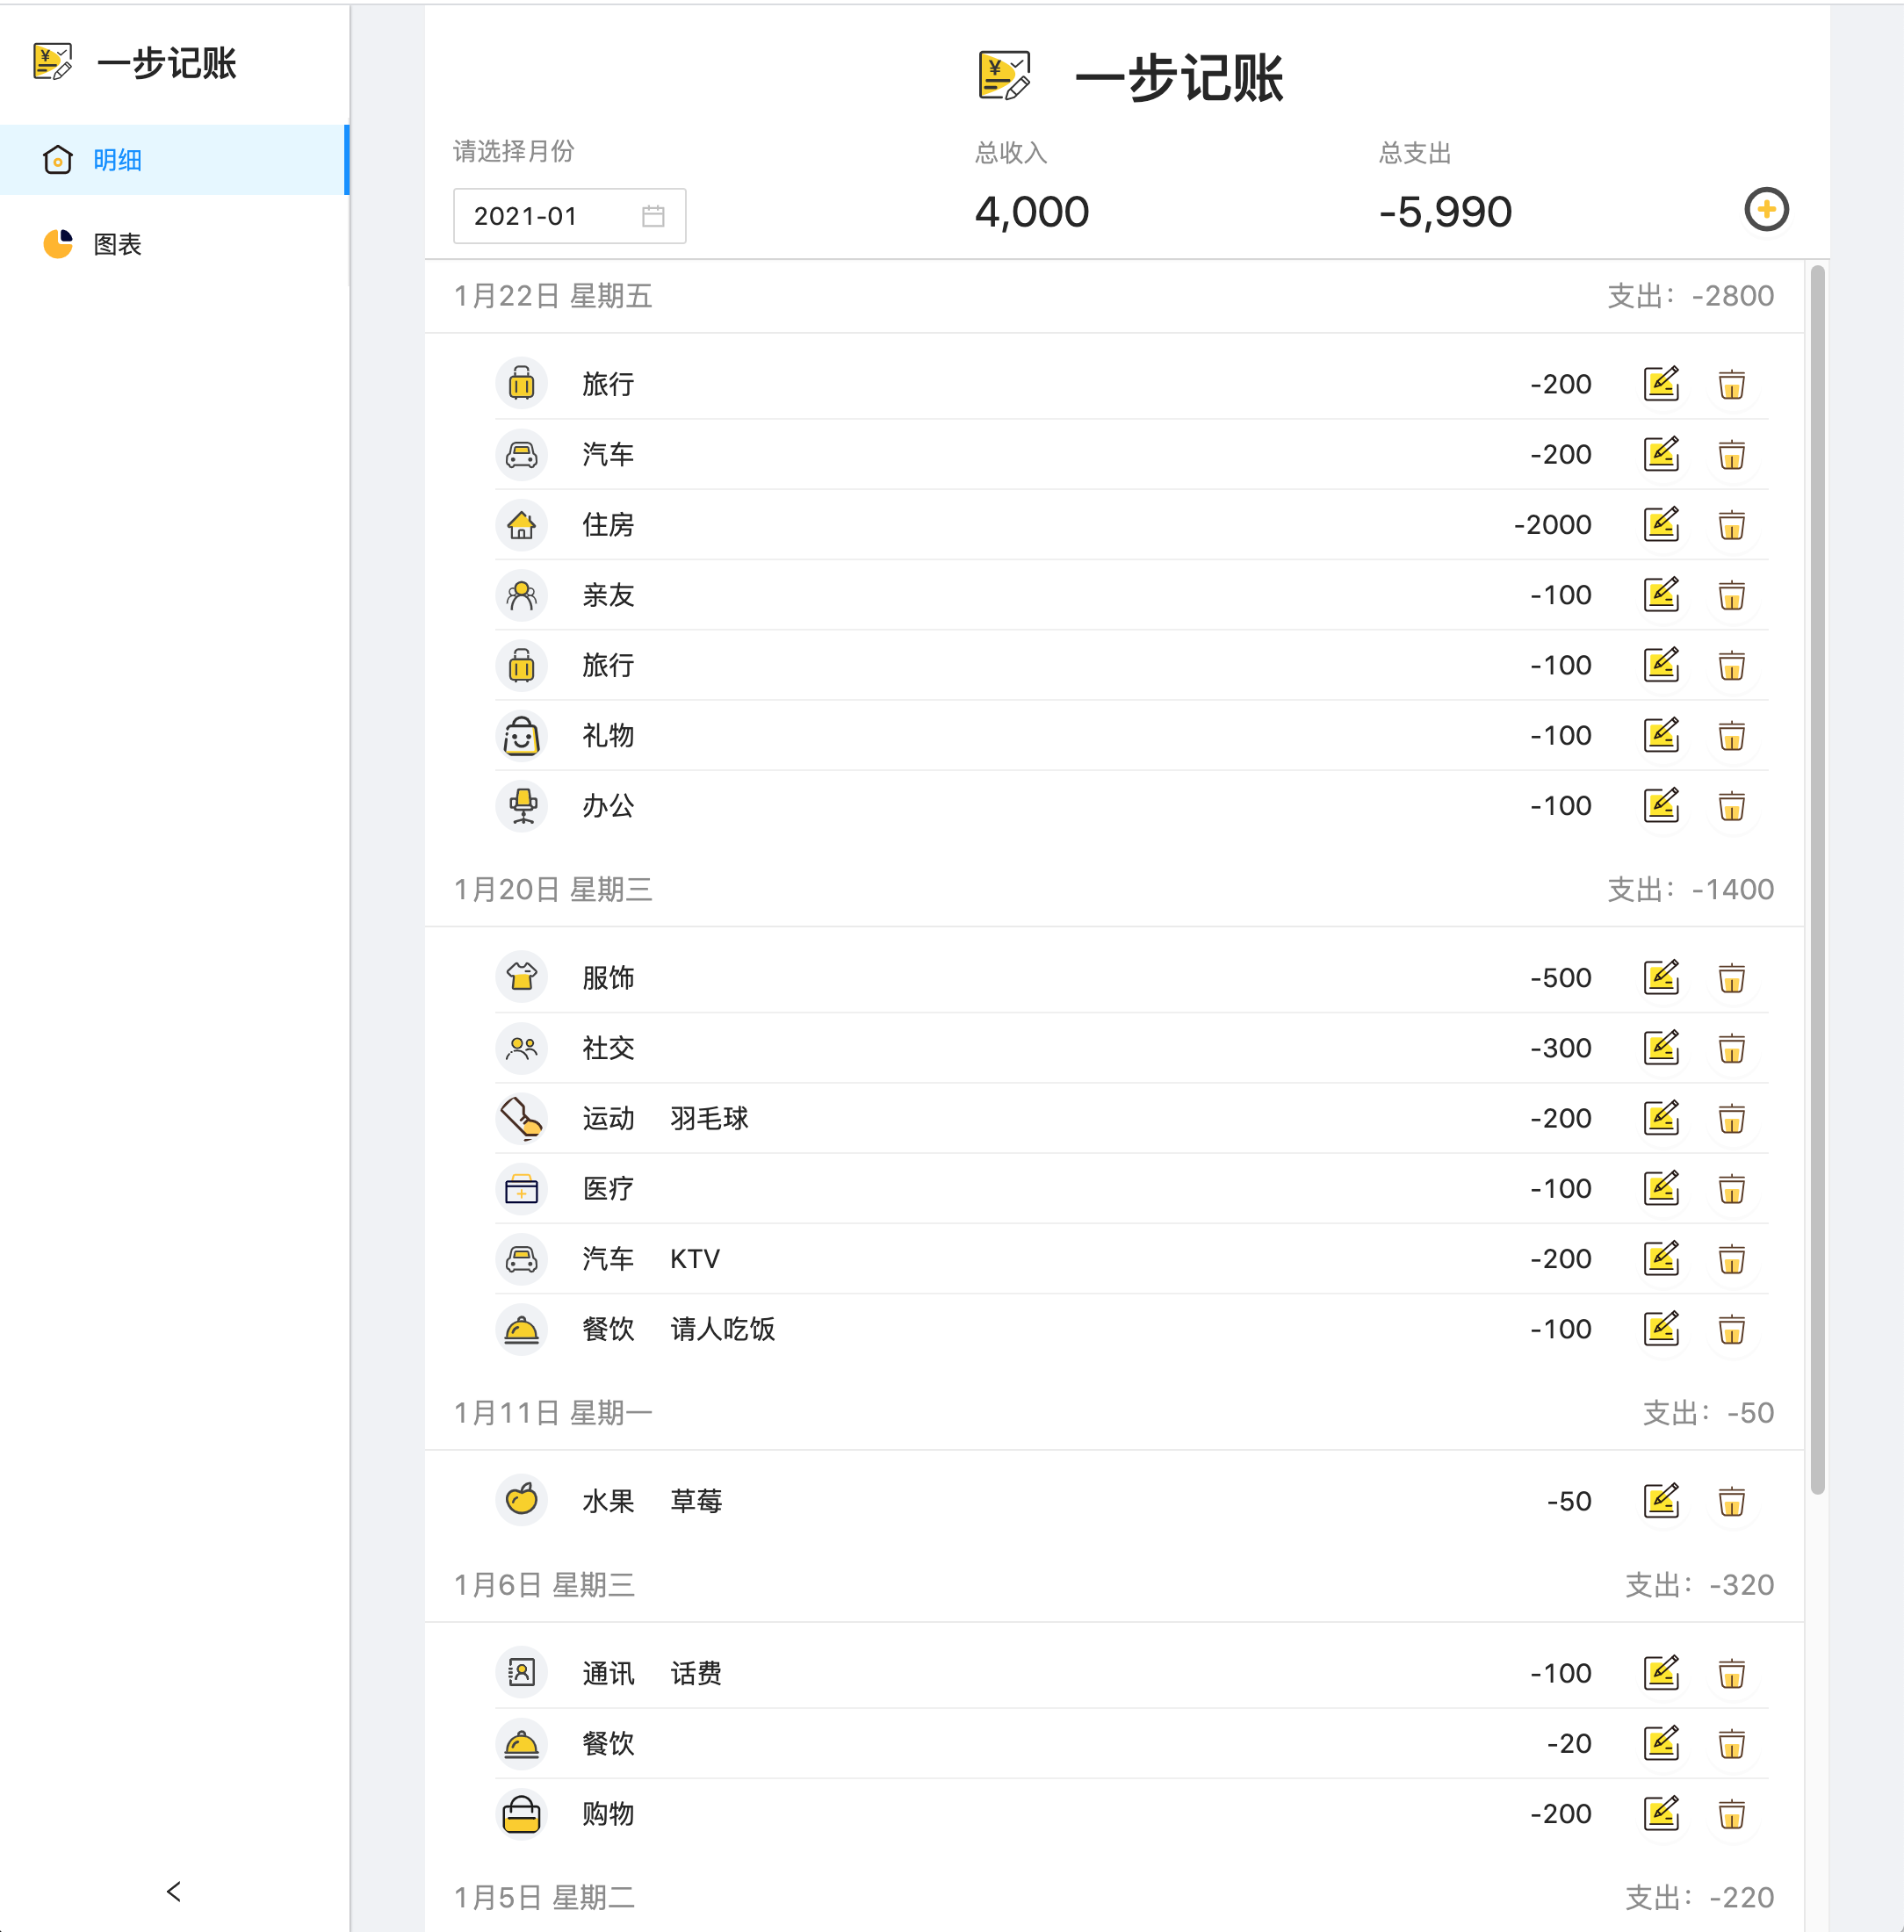 一步记账
明细
图表
一步记账
请选择月份 总收入 总支出
2021-01 4,000 -5,990
1月22日 星期五 支出：-2800
旅行 -200
汽车 -200
住房 -2000
亲友 -100
旅行 -100
礼物 -100
办公 -100
1月20日 星期三 支出：-1400
服饰 -500
社交 -300
运动 羽毛球 -200
医疗 -100
汽车 KTV -200
餐饮 请人吃饭 -100
1月11日 星期一 支出：-50
水果 草莓 -50
1月6日 星期三 支出：-320
通讯 话费 -100
餐饮 -20
购物 -200
1月5日 星期二 支出：-220